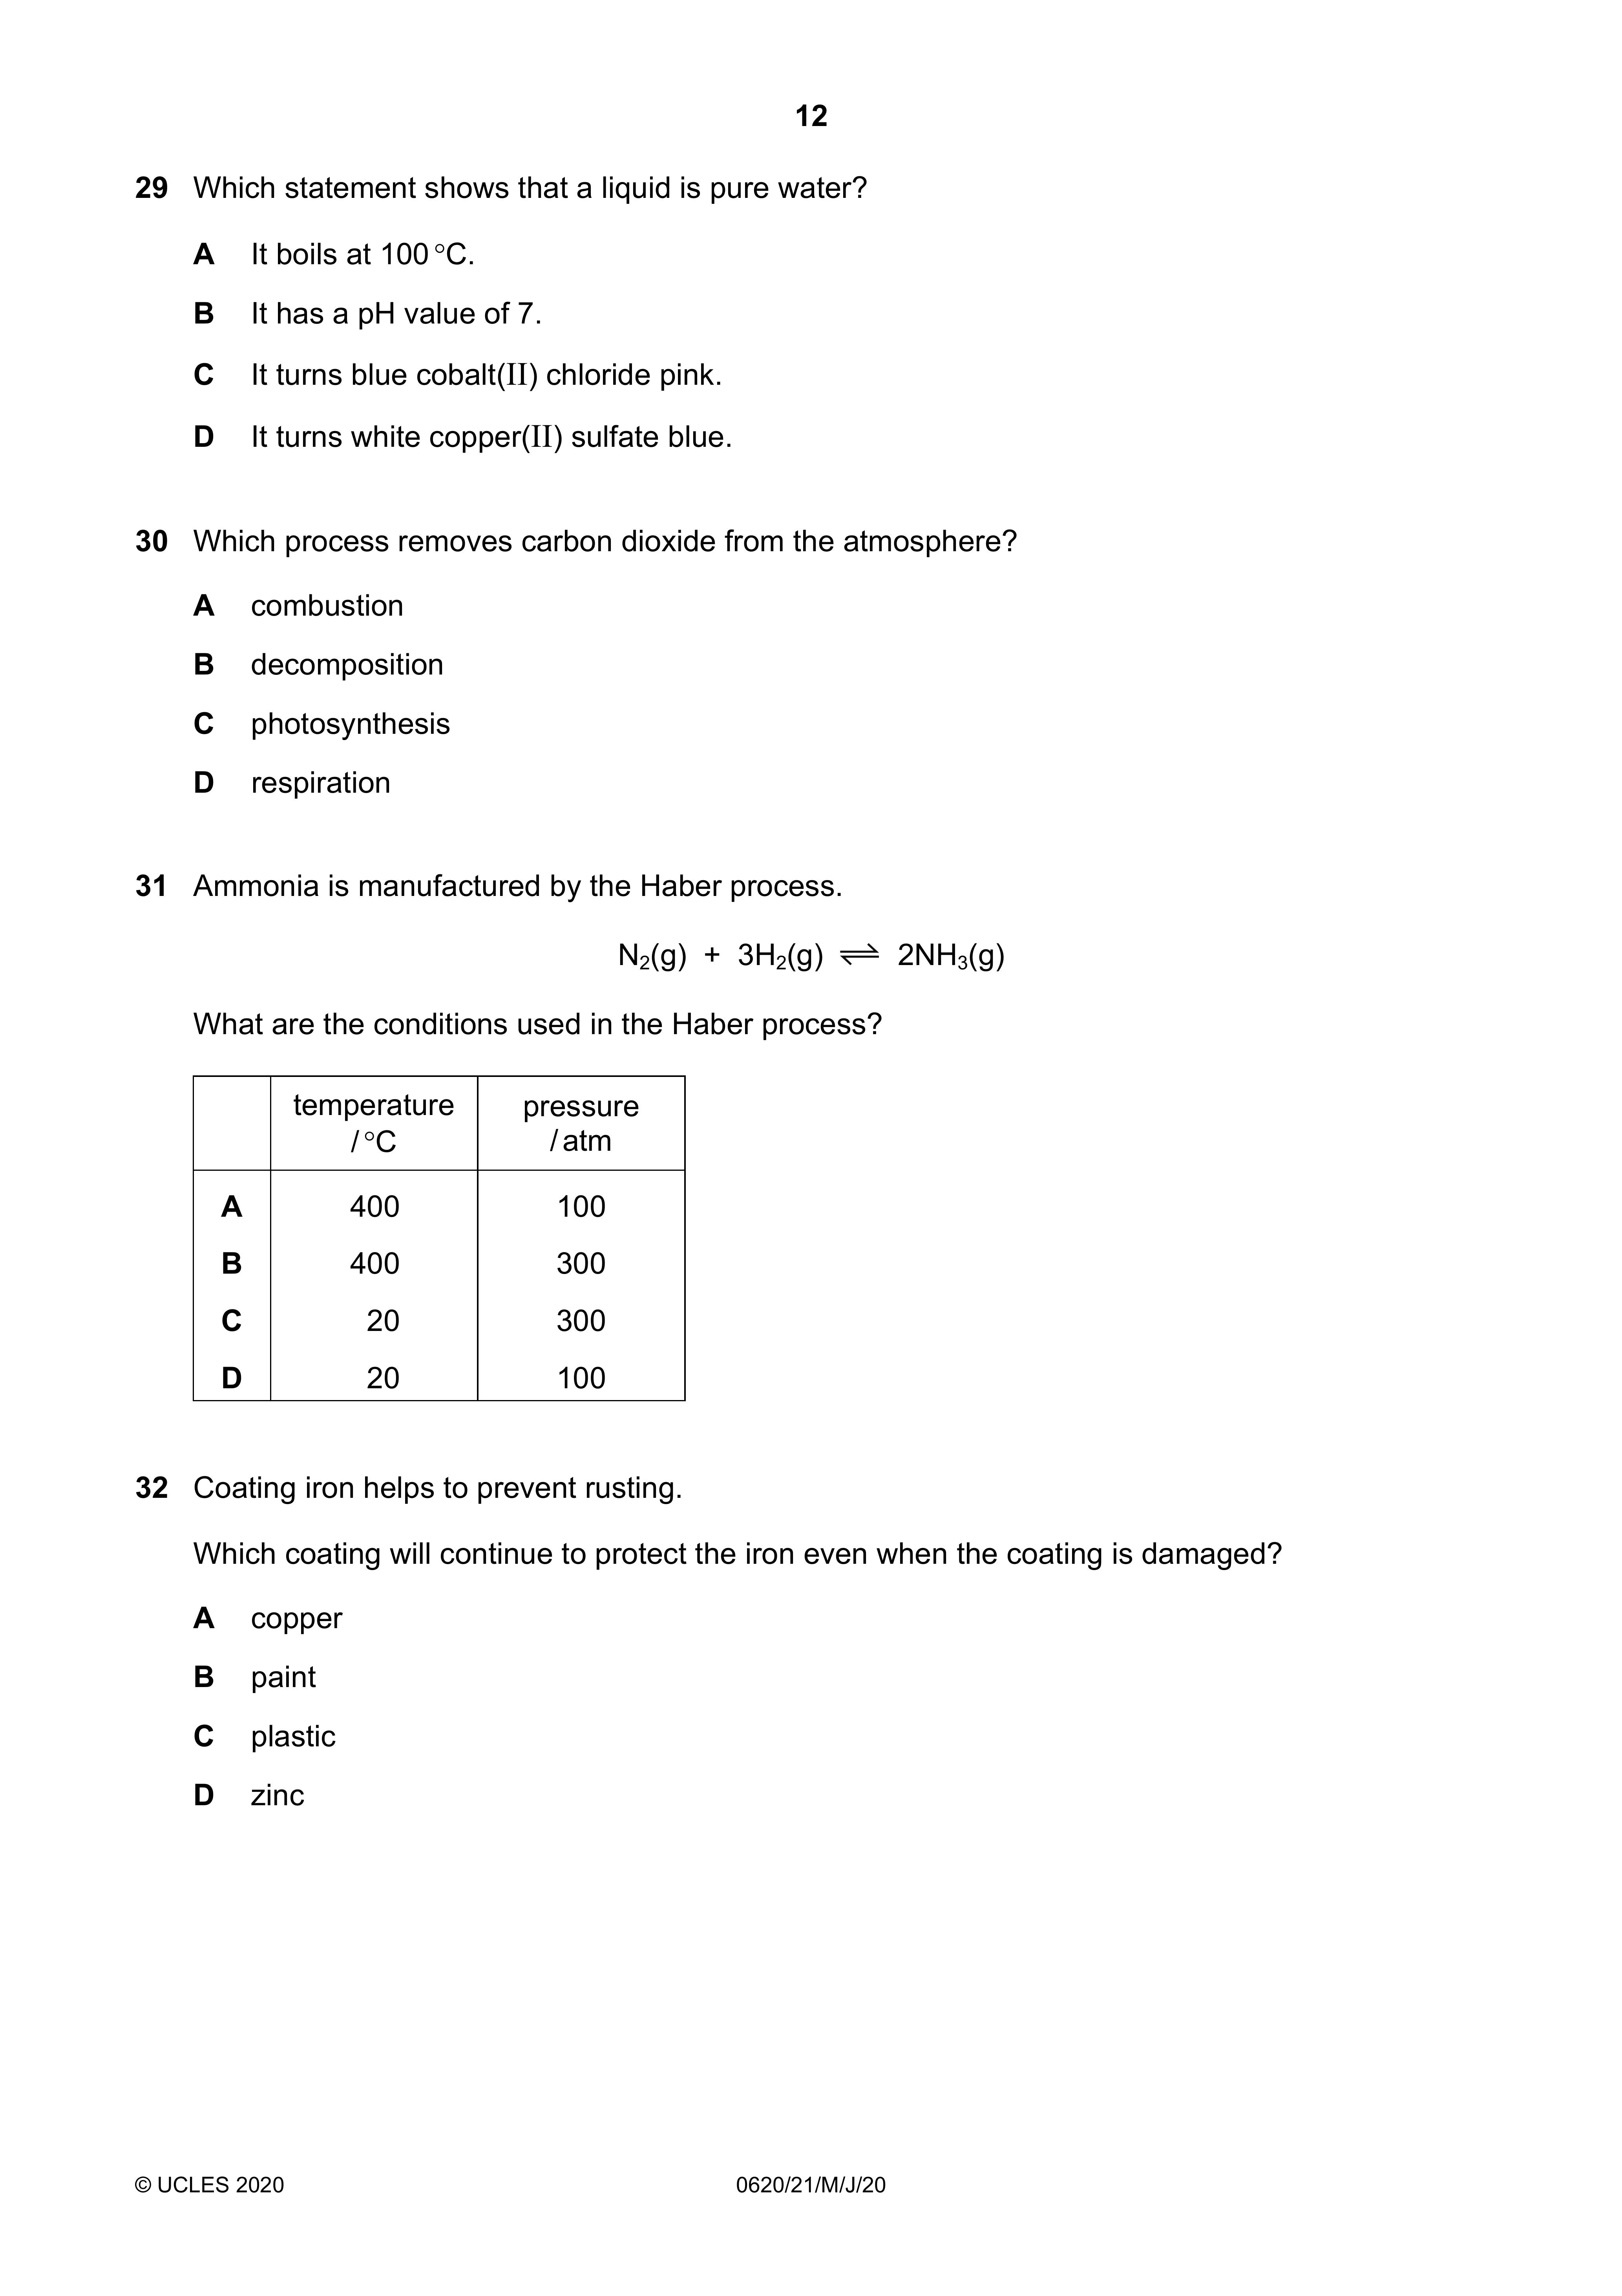 12
29 Which statement shows that a liquid is pure water?
A It boils at 100 °C.
B It has a pH value of 7.
C It turns blue cobalt(II) chloride pink.
D It turns white copper(II) sulfate blue.
30 Which process removes carbon dioxide from the atmosphere?
A combustion
B decomposition
C photosynthesis
D respiration
31 Ammonia is manufactured by the Haber process.
N₂(g) + 3H₂(g) ⇌ 2NH₃(g)
What are the conditions used in the Haber process?
temperature pressure
/ °C / atm
A 400 100
B 400 300
C 20 300
D 20 100
32 Coating iron helps to prevent rusting.
Which coating will continue to protect the iron even when the coating is damaged?
A copper
B paint
C plastic
D zinc
© UCLES 2020 0620/21/M/J/20